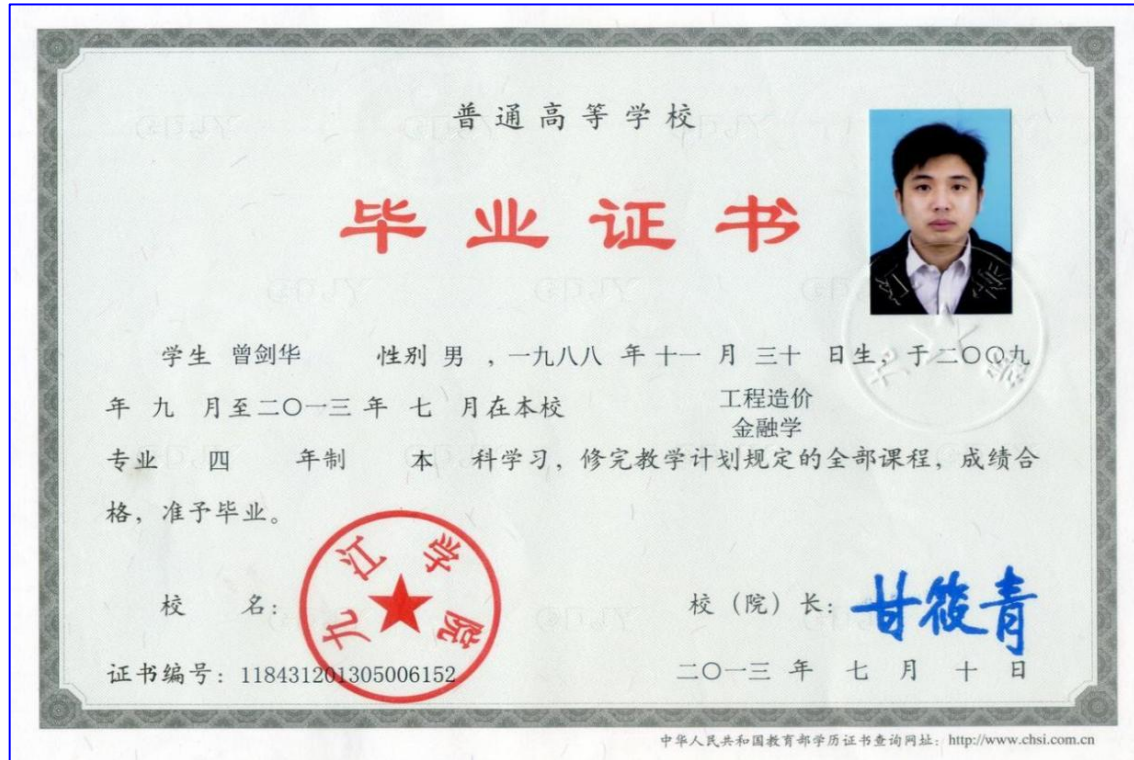 普通高等学校
毕业证书
学生 曾剑华 性别 男 ，一九八八 年 十一 月 三十 日生，于二〇〇九
年 九 月至二〇一三 年 七 月在本校 工程造价
金融学
专业 四 年制 本 科学习，修完教学计划规定的全部课程，成绩合
格，准予毕业。
校 名：
九江学院
校（院）长：甘筱青
证书编号：118431201305006152
二〇一三 年 七 月 十 日
中华人民共和国教育部学历证书查询网址：http://www.chsi.com.cn